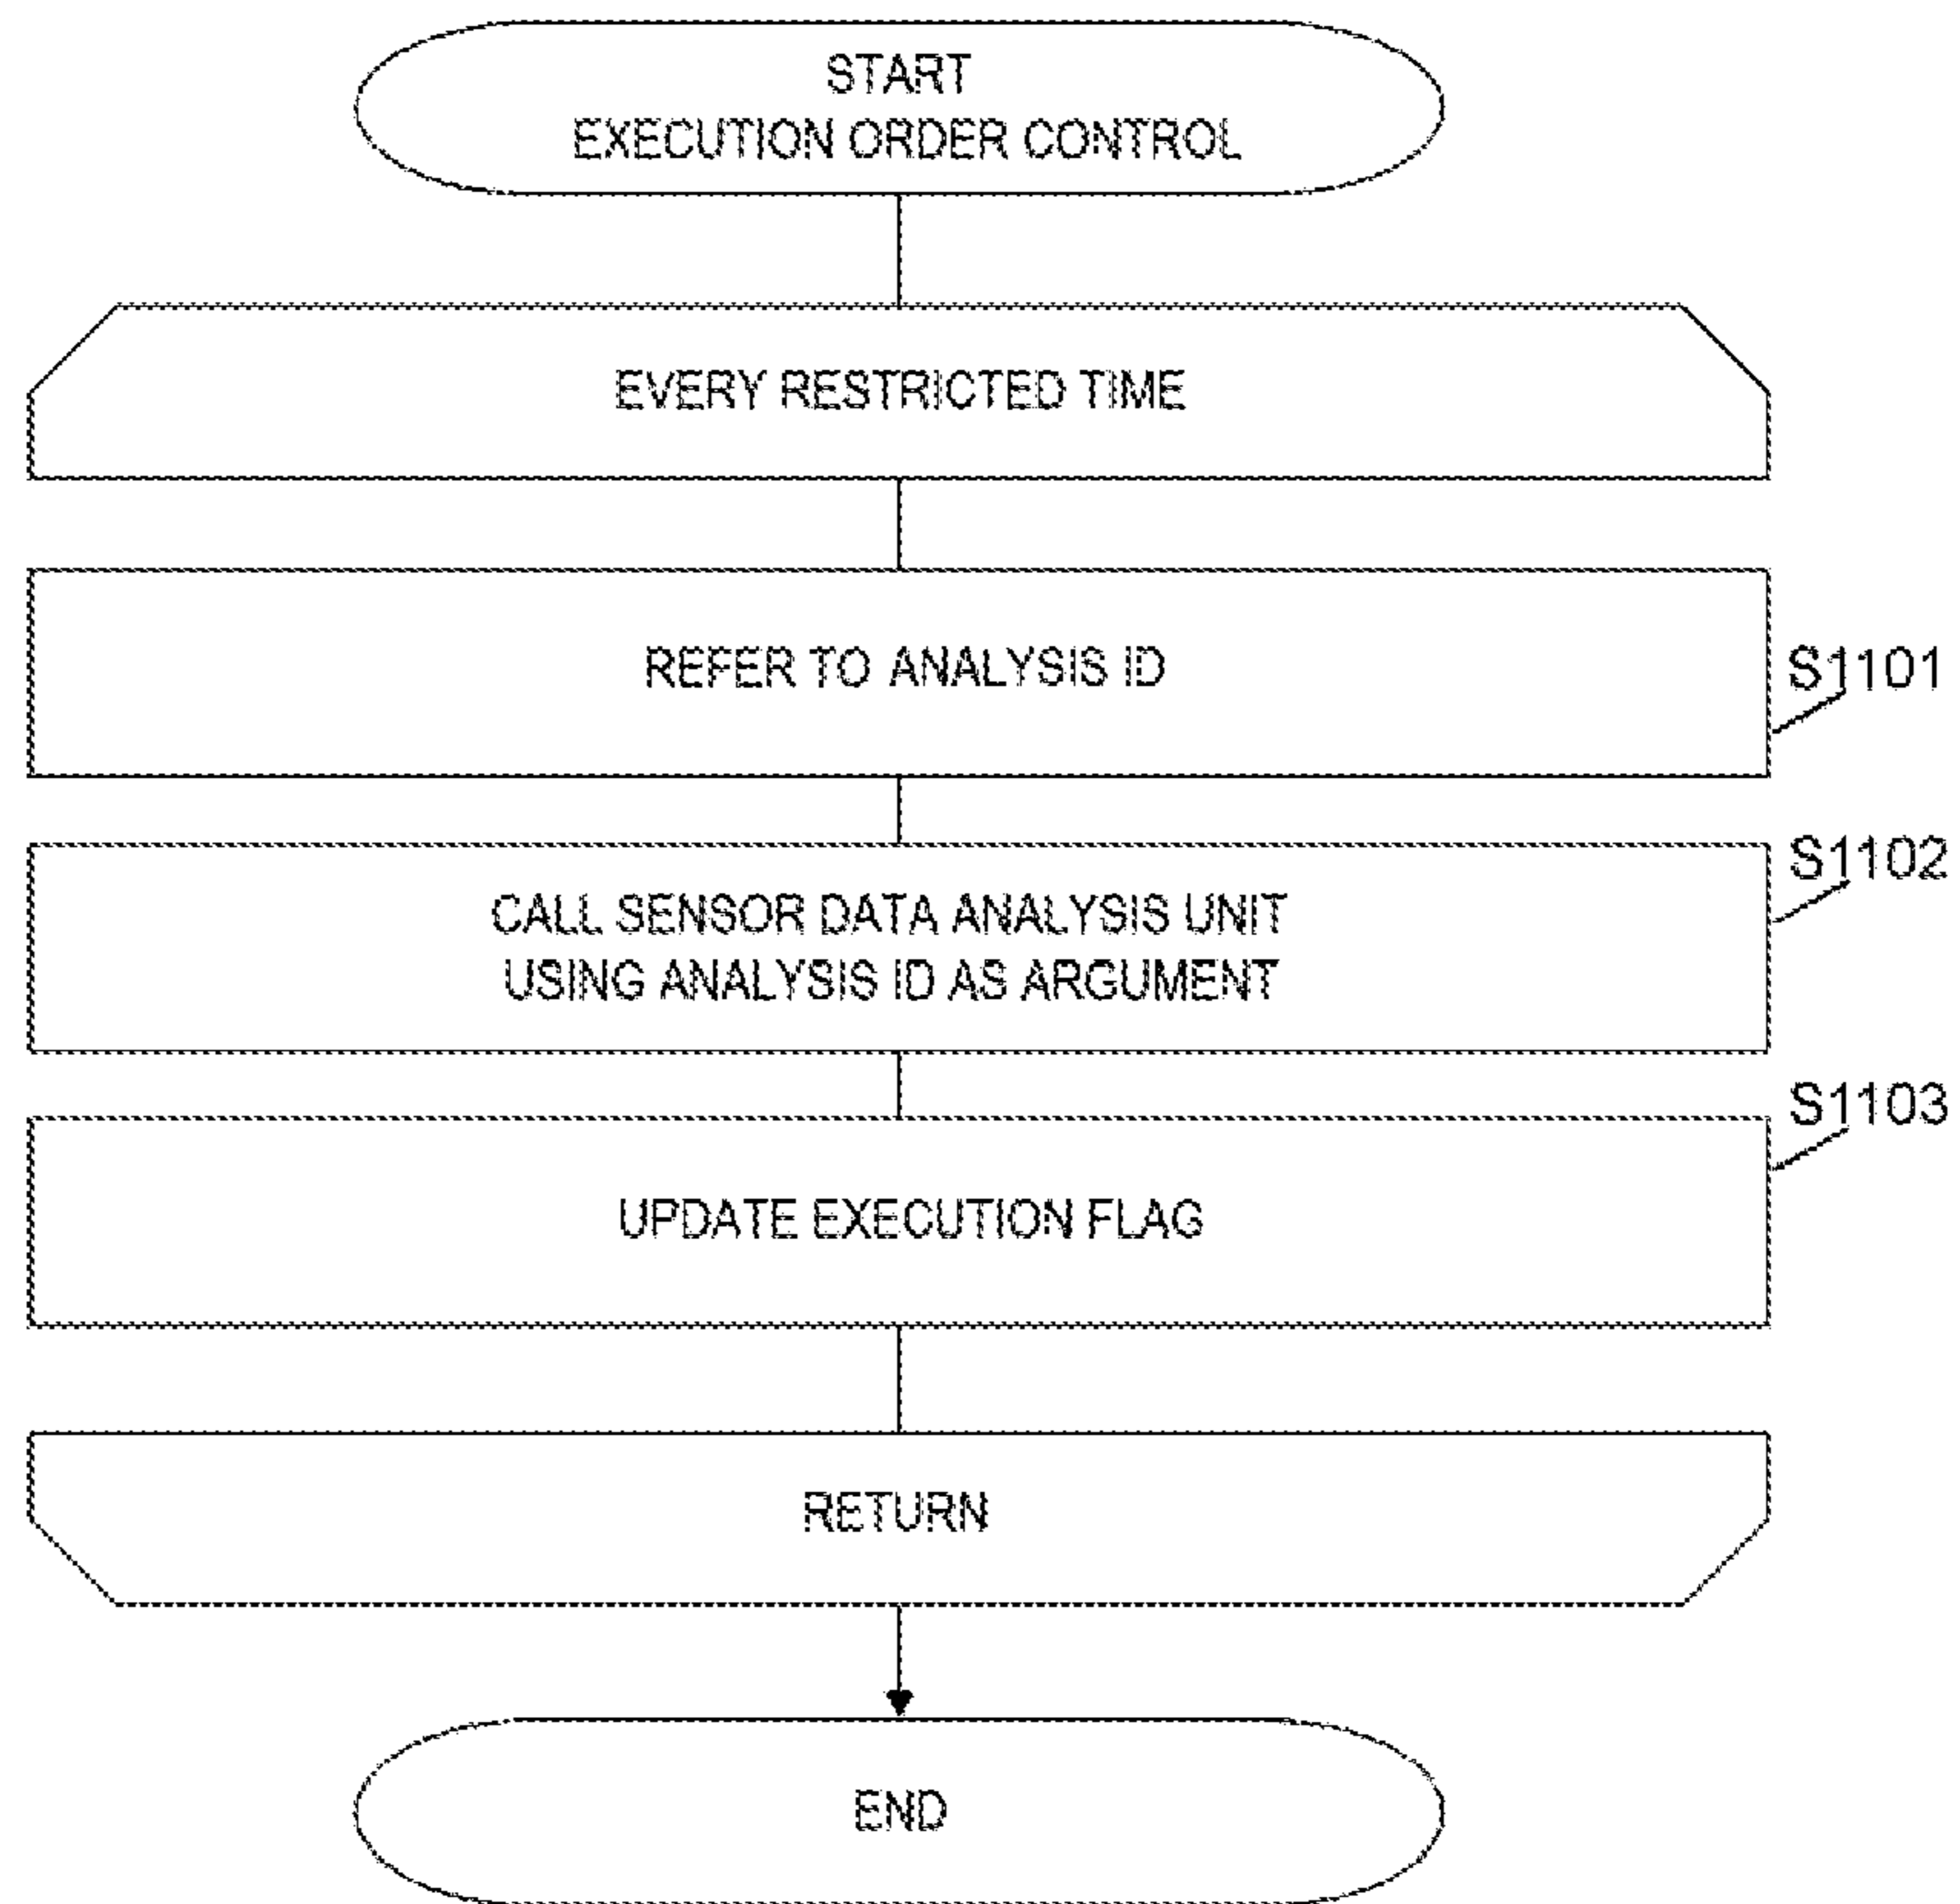 START
EXECUTION ORDER CONTROL
EVERY RESTRICTED TIME
REFER TO ANALYSIS ID
S1101
CALL SENSOR DATA ANALYSIS UNIT
USING ANALYSIS ID AS ARGUMENT
S1102
UPDATE EXECUTION FLAG
S1103
RETURN
END